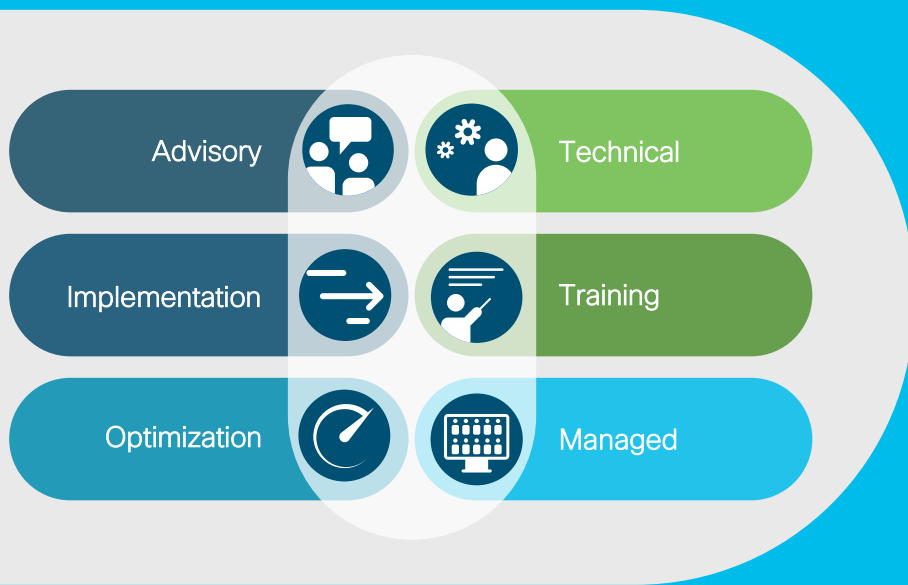 Advisory
Technical
Implementation
Training
Optimization
Managed